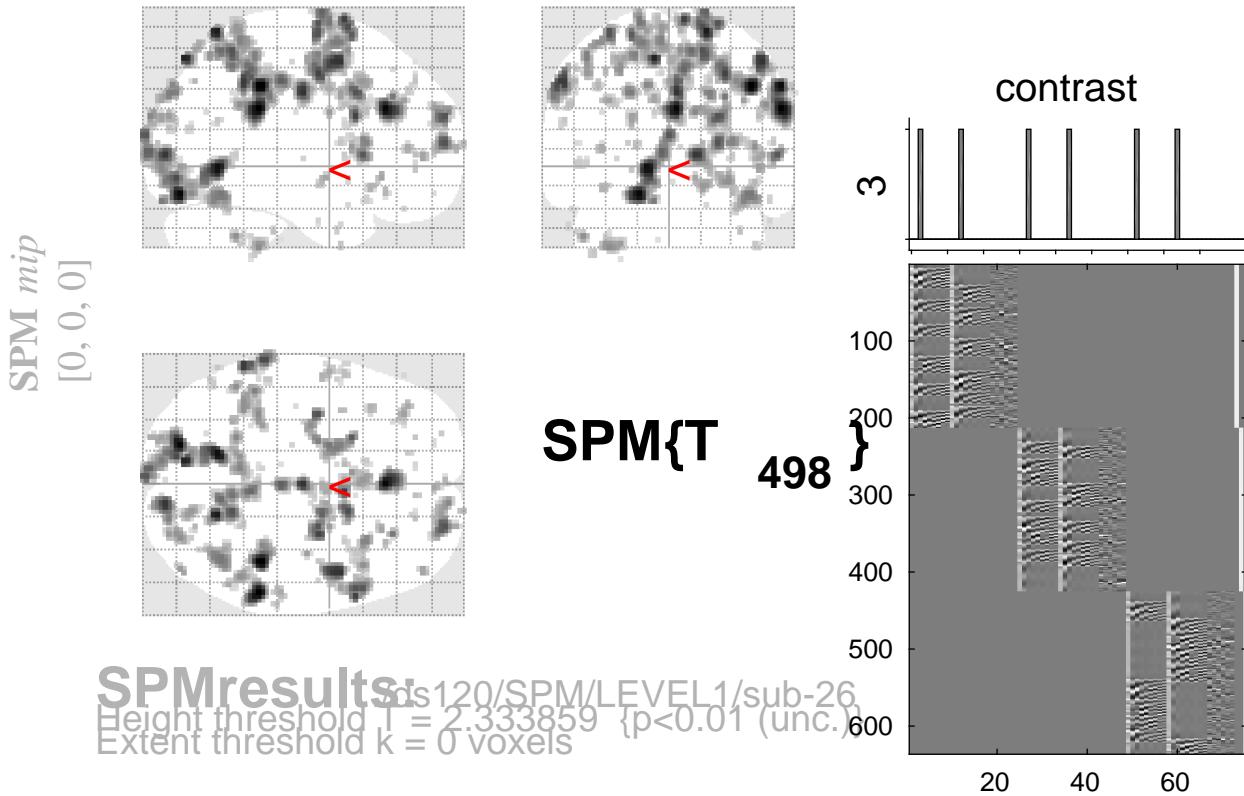 SPM mip
[0, 0, 0]
<
<
<
SPM{T498}
contrast
3
100
200
300
400
500
600
20
40
60
SPMresults: /ds120/SPM/LEVEL1/sub-26
Height threshold T = 2.333859 {p<0.01 (unc.)}
Extent threshold k = 0 voxels